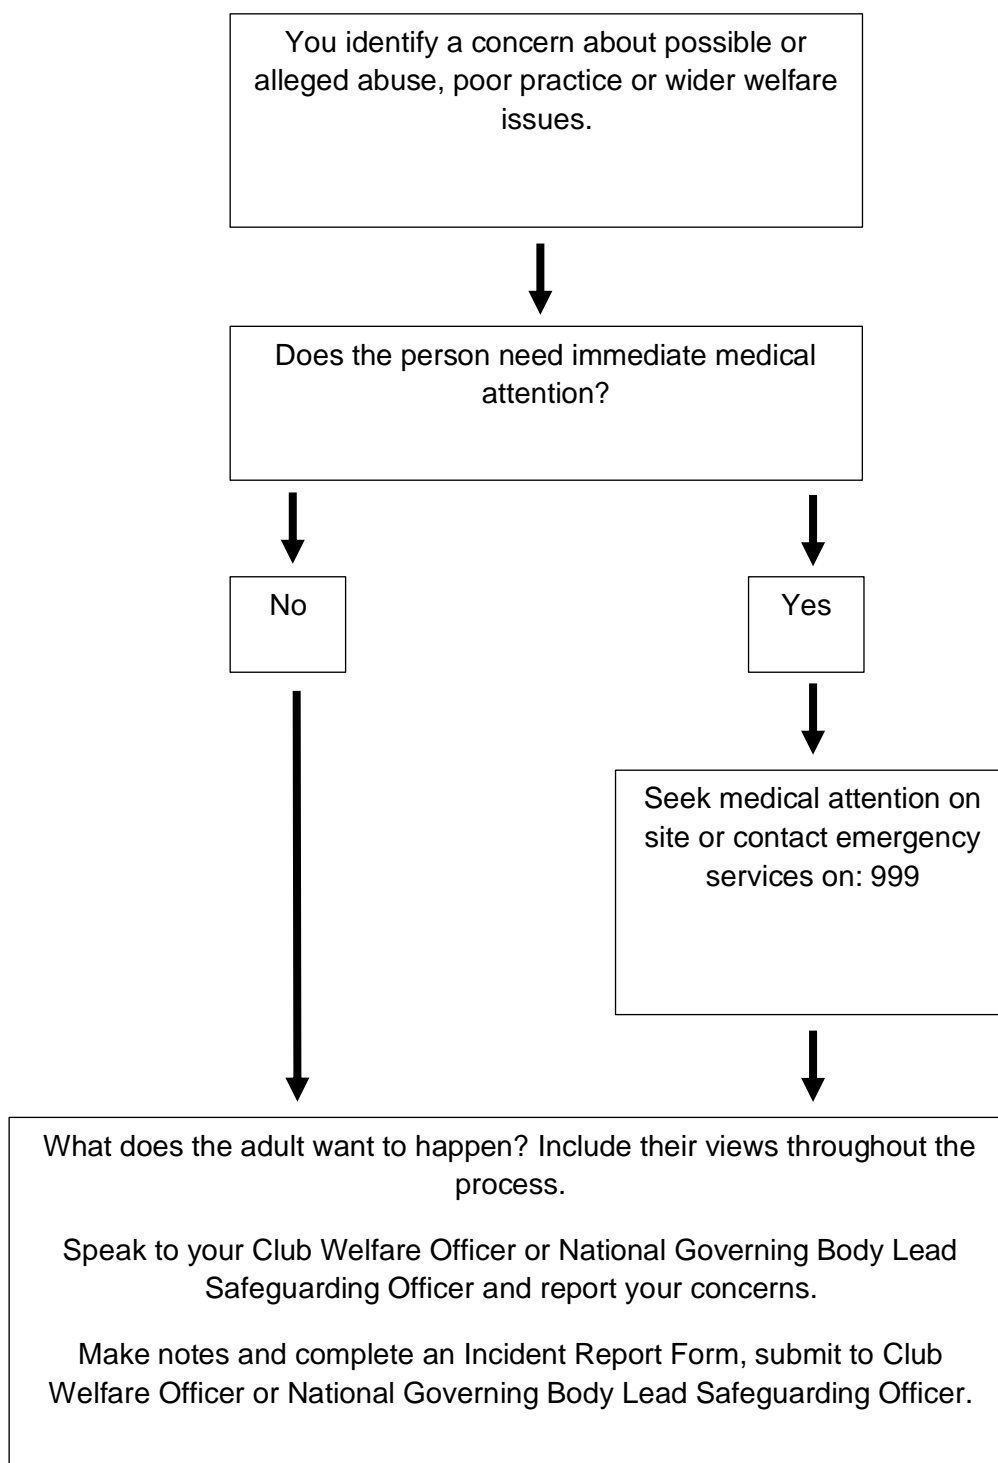 You identify a concern about possible or
alleged abuse, poor practice or wider welfare
issues.
Does the person need immediate medical
attention?
No
Yes
Seek medical attention on
site or contact emergency
services on: 999
What does the adult want to happen? Include their views throughout the
process.
Speak to your Club Welfare Officer or National Governing Body Lead
Safeguarding Officer and report your concerns.
Make notes and complete an Incident Report Form, submit to Club
Welfare Officer or National Governing Body Lead Safeguarding Officer.